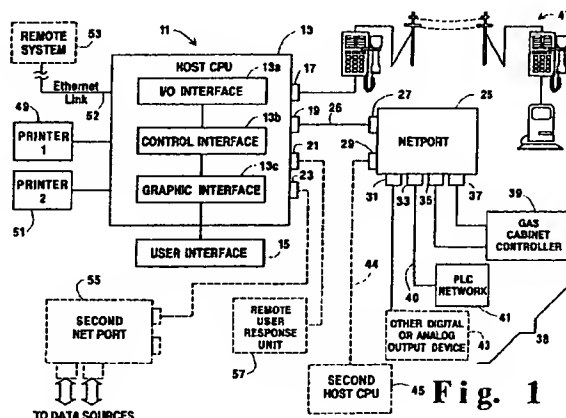 REMOTE
SYSTEM
53
11
13
HOST CPU
13a
I/O INTERFACE
13b
CONTROL INTERFACE
13c
GRAPHIC INTERFACE
USER INTERFACE
15
17
19
21
23
Ethernet
Link
52
49
PRINTER
1
51
PRINTER
2
26
27
29
25
NETPORT
31
33
35
37
47
39
GAS
CABINET
CONTROLLER
PLC
NETWORK
41
40
44
OTHER DIGITAL
OR ANALOG
OUTPUT DEVICE
43
38
55
SECOND
NET PORT
TO DATA SOURCES
REMOTE USER
RESPONSE
UNIT
57
SECOND
HOST CPU
45
Fig. 1